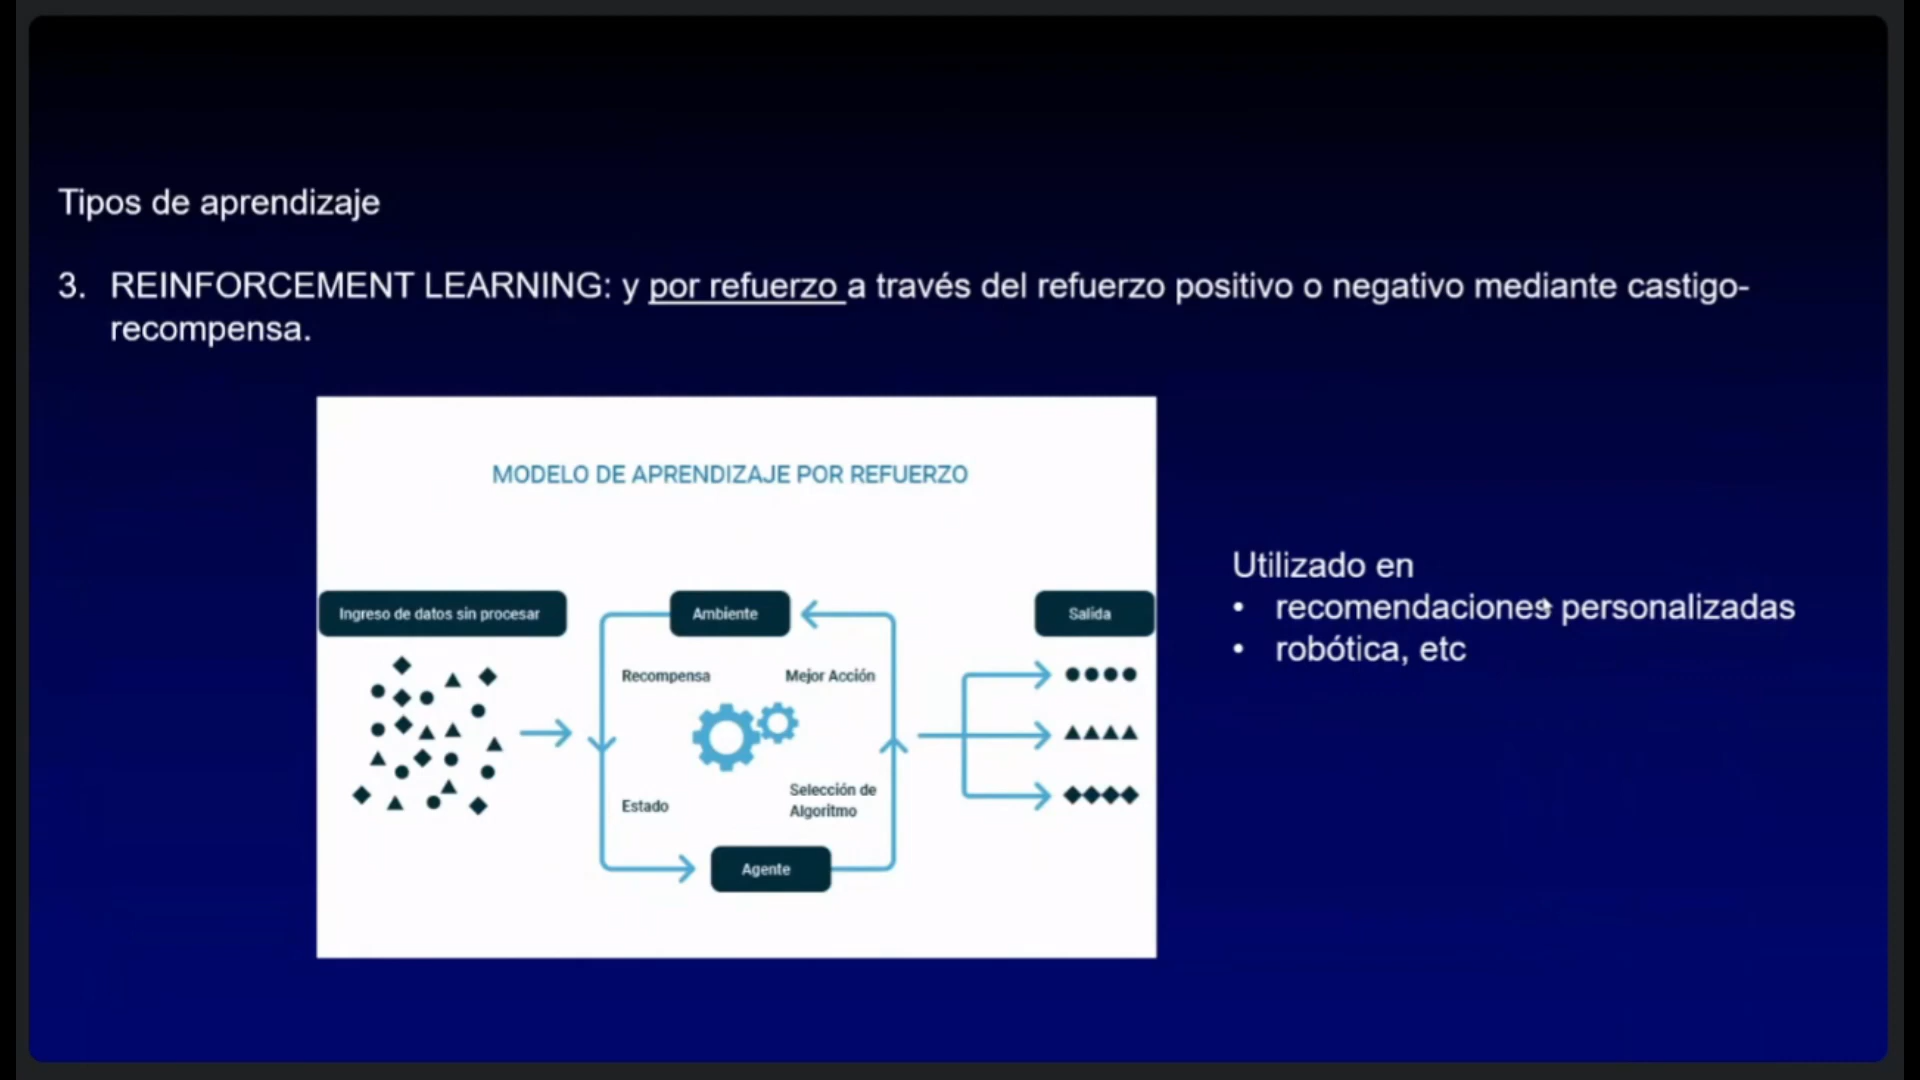 Tipos de aprendizaje
3. REINFORCEMENT LEARNING: y por refuerzo a través del refuerzo positivo o negativo mediante castigo-
recompensa.
MODELO DE APRENDIZAJE POR REFUERZO
Ingreso de datos sin procesar
Ambiente
Salida
Recompensa
Mejor Acción
Estado
Selección de
Algoritmo
Agente
Utilizado en
• recomendaciones personalizadas
• robótica, etc